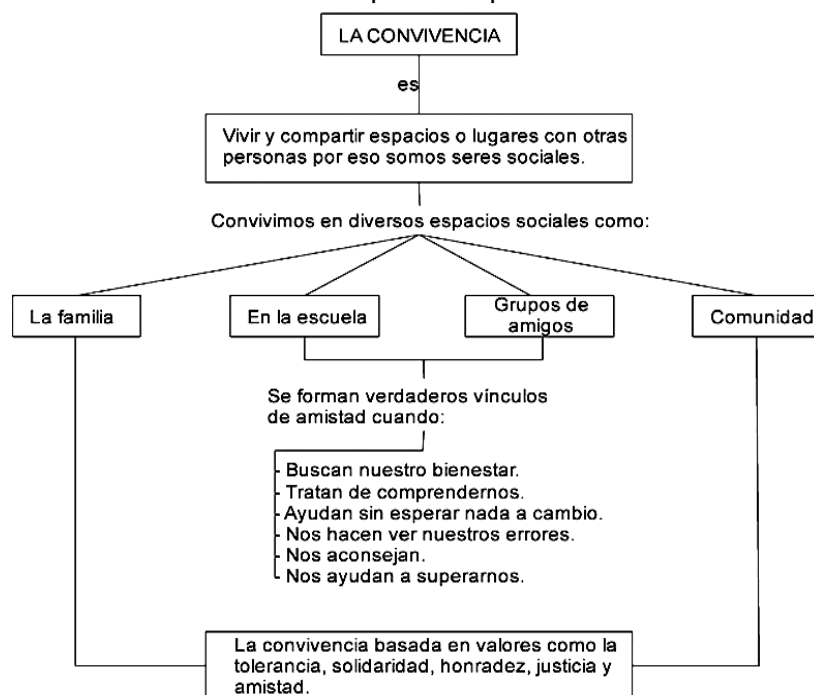 LA CONVIVENCIA
es
Vivir y compartir espacios o lugares con otras
personas por eso somos seres sociales.
Convivimos en diversos espacios sociales como:
La familia
En la escuela
Grupos de
amigos
Comunidad
Se forman verdaderos vínculos
de amistad cuando:
- Buscan nuestro bienestar.
- Tratan de comprendernos.
- Ayudan sin esperar nada a cambio.
- Nos hacen ver nuestros errores.
- Nos aconsejan.
- Nos ayudan a superarnos.
La convivencia basada en valores como la
tolerancia, solidaridad, honradez, justicia y
amistad.